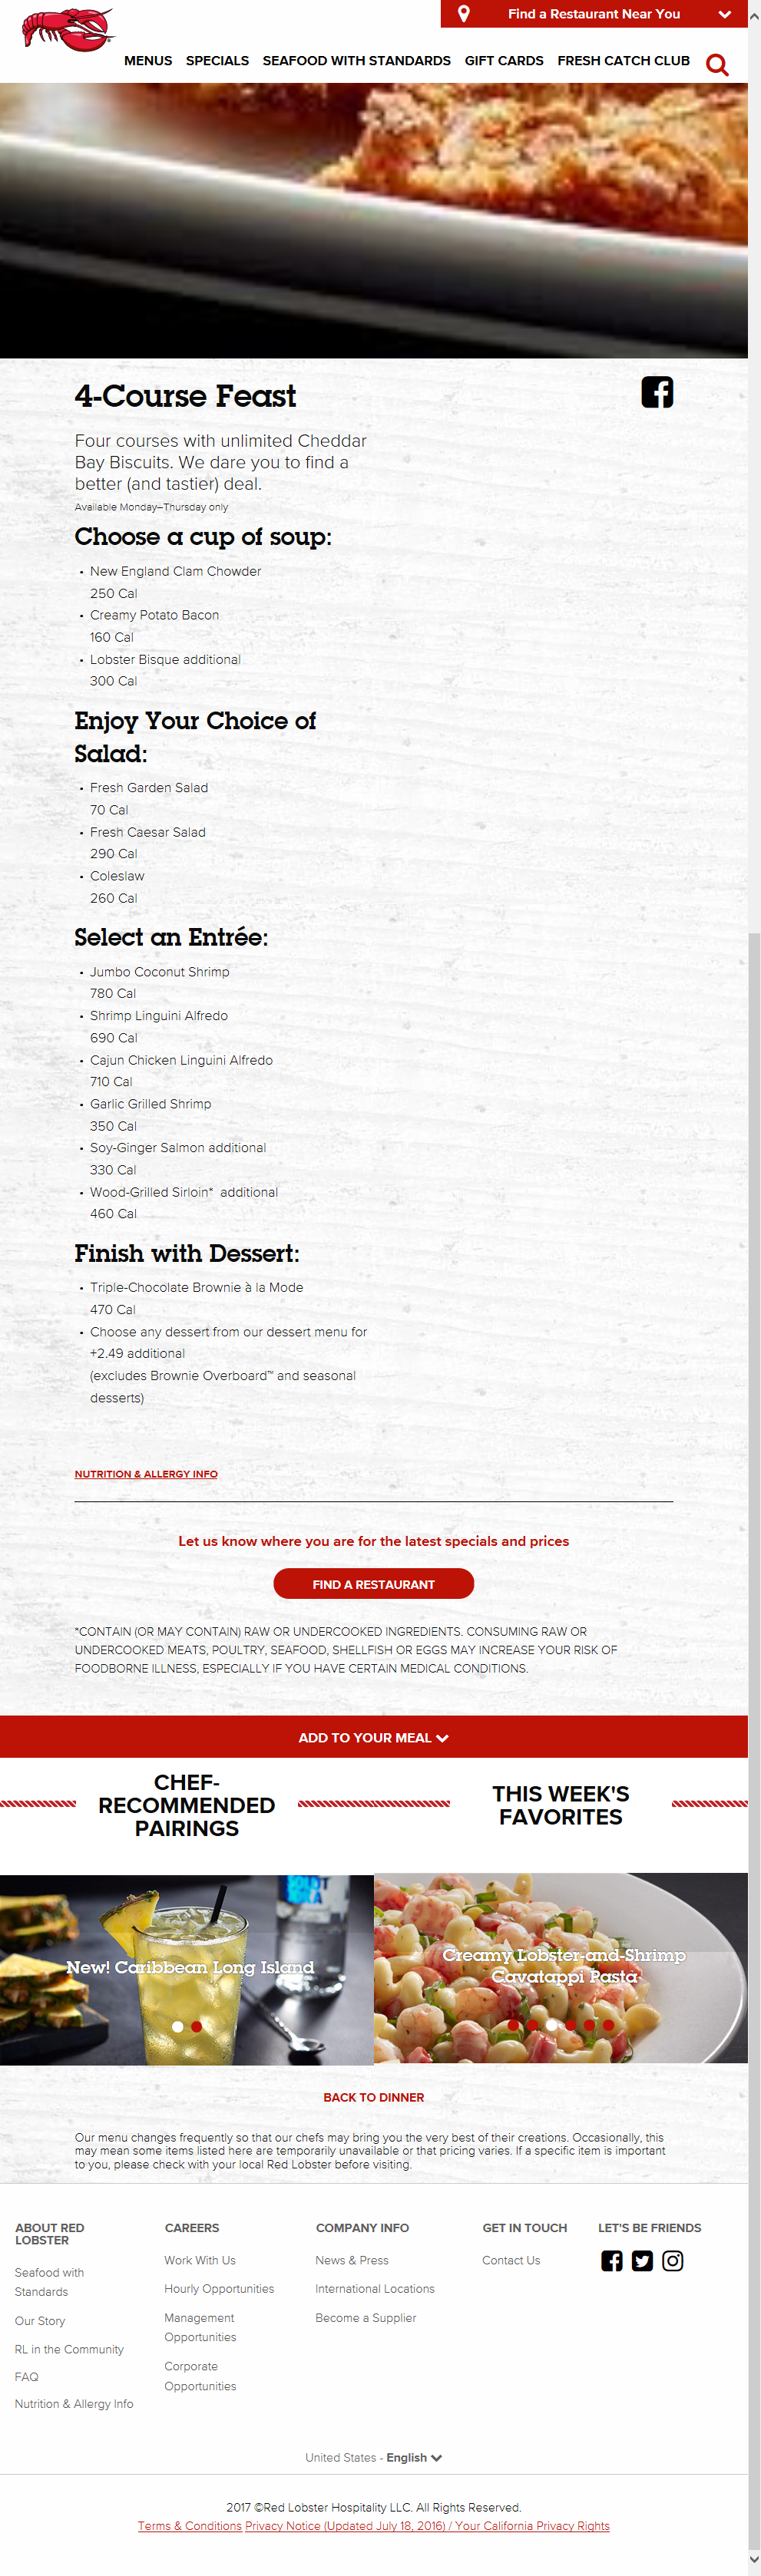 Find a Restaurant Near You
MENUS SPECIALS SEAFOOD WITH STANDARDS GIFT CARDS FRESH CATCH CLUB
4-Course Feast
Four courses with unlimited Cheddar
Bay Biscuits. We dare you to find a
better (and tastier) deal.
Available Monday–Thursday only
Choose a cup of soup:
• New England Clam Chowder
250 Cal
• Creamy Potato Bacon
160 Cal
• Lobster Bisque additional
300 Cal
Enjoy Your Choice of
Salad:
• Fresh Garden Salad
70 Cal
• Fresh Caesar Salad
290 Cal
• Coleslaw
260 Cal
Select an Entrée:
• Jumbo Coconut Shrimp
780 Cal
• Shrimp Linguini Alfredo
690 Cal
• Cajun Chicken Linguini Alfredo
710 Cal
• Garlic Grilled Shrimp
350 Cal
• Soy-Ginger Salmon additional
330 Cal
• Wood-Grilled Sirloin* additional
460 Cal
Finish with Dessert:
• Triple-Chocolate Brownie à la Mode
470 Cal
• Choose any dessert from our dessert menu for
+2.49 additional
(excludes Brownie Overboard™ and seasonal
desserts)
NUTRITION & ALLERGY INFO
Let us know where you are for the latest specials and prices
FIND A RESTAURANT
*CONTAIN (OR MAY CONTAIN) RAW OR UNDERCOOKED INGREDIENTS. CONSUMING RAW OR
UNDERCOOKED MEATS, POULTRY, SEAFOOD, SHELLFISH OR EGGS MAY INCREASE YOUR RISK OF
FOODBORNE ILLNESS, ESPECIALLY IF YOU HAVE CERTAIN MEDICAL CONDITIONS.
ADD TO YOUR MEAL
CHEF-
RECOMMENDED
PAIRINGS
THIS WEEK'S
FAVORITES
New! Caribbean Long Island
Creamy Lobster-and-Shrimp
Cavatappi Pasta
BACK TO DINNER
Our menu changes frequently so that our chefs may bring you the very best of their creations. Occasionally, this
may mean some items listed here are temporarily unavailable or that pricing varies. If a specific item is important
to you, please check with your local Red Lobster before visiting.
ABOUT RED
LOBSTER
Seafood with
Standards
Our Story
RL in the Community
FAQ
Nutrition & Allergy Info
CAREERS
Work With Us
Hourly Opportunities
Management
Opportunities
Corporate
Opportunities
COMPANY INFO
News & Press
International Locations
Become a Supplier
GET IN TOUCH
Contact Us
LET'S BE FRIENDS
United States - English
2017 ©Red Lobster Hospitality LLC. All Rights Reserved.
Terms & Conditions Privacy Notice (Updated July 18, 2016) / Your California Privacy Rights